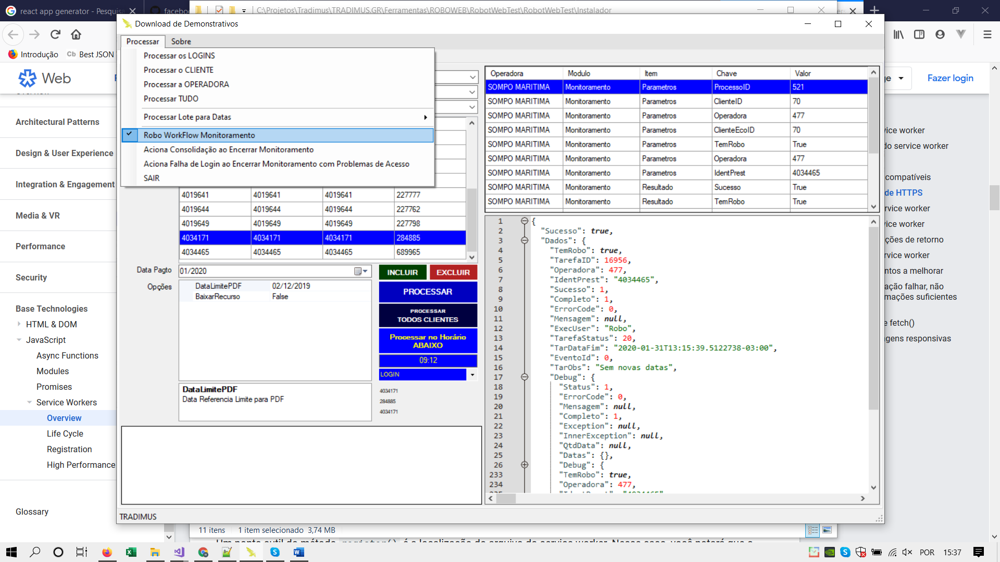 react app generator - Pesquisa
facebo
C:\Projetos\Tradimus\TRADIMUS.GR\Ferramentas\ROBOWEB\RobotWebTest\RobotWebTest\Instalador
Download de Demonstrativos
Introdução
Cb Best JSON
Web
Fazer login
Architectural Patterns
Design & User Experience
Integration & Engagement
Media & VR
Performance
Security
Base Technologies
HTML & DOM
JavaScript
Async Functions
Modules
Promises
Service Workers
Overview
Life Cycle
Registration
High Performance
Glossary
Processar Sobre
Processar os LOGINS
Processar o CLIENTE
Processar a OPERADORA
Processar TUDO
Processar Lote para Datas
Robo WorkFlow Monitoramento
Aciona Consolidação ao Encerrar Monitoramento
Aciona Falha de Login ao Encerrar Monitoramento com Problemas de Acesso
SAIR
4019641 4019641 4019641 227777
4019644 4019644 4019644 227762
4019649 4019649 4019649 227798
4034171 4034171 4034171 284885
4034465 4034465 4034465 689965
Data Pagto 01/2020
INCLUIR EXCLUIR
Opções
DataLimitePDF 02/12/2019
BaixarRecurso False
PROCESSAR
PROCESSAR
TODOS CLIENTES
Processar no Horário
ABAIXO
09:12
LOGIN
DataLimitePDF
Data Referencia Limite para PDF
4034171
284885
4034171
Operadora Modulo Item Chave Valor
SOMPO MARITIMA Monitoramento Parametros ProcessoID 521
SOMPO MARITIMA Monitoramento Parametros ClienteID 70
SOMPO MARITIMA Monitoramento Parametros Operadora 477
SOMPO MARITIMA Monitoramento Parametros ClienteEcoID 70
SOMPO MARITIMA Monitoramento Parametros TemRobo True
SOMPO MARITIMA Monitoramento Parametros Operadora 477
SOMPO MARITIMA Monitoramento Parametros IdentPrest 4034465
SOMPO MARITIMA Monitoramento Resultado Sucesso True
SOMPO MARITIMA Monitoramento Resultado TemRobo True
1 {
2 "Sucesso": true,
3 "Dados": {
4 "TemRobo": true,
5 "TarefaID": 16956,
6 "Operadora": 477,
7 "IdentPrest": "4034465",
8 "Sucesso": 1,
9 "Completo": 1,
10 "ErrorCode": 0,
11 "Mensagem": null,
12 "ExecUser": "Robo",
13 "TarefaStatus": 20,
14 "TarDataFim": "2020-01-31T13:15:39.5122738-03:00",
15 "EventoId": 0,
16 "TarObs": "Sem novas datas",
17 "Debug": {
18 "Status": 1,
19 "ErrorCode": 0,
20 "Mensagem": null,
21 "Completo": 1,
22 "Exception": null,
23 "InnerException": null,
24 "QtdData": null,
25 "Datas": {},
26 "Debug": {
233 "TemRobo": true,
234 "Operadora": 477,
235 "IdentPrest": "4034465"
TRADIMUS
vice worker
do service worker
compatíveis
de HTTPS
rvice worker
vice worker
ções de retorno
rvice worker
ntos a melhorar
ação falhar, não
mações suficientes
e fetch()
gens responsivas
11 itens 1 item selecionado 3,74 MB
POR 15:37